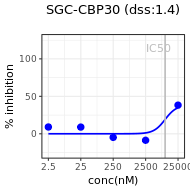 SGC-CBP30 (dss:1.4)
IC50
% inhibition
100
50
0
2.5 25 250 2500 25000
conc(nM)